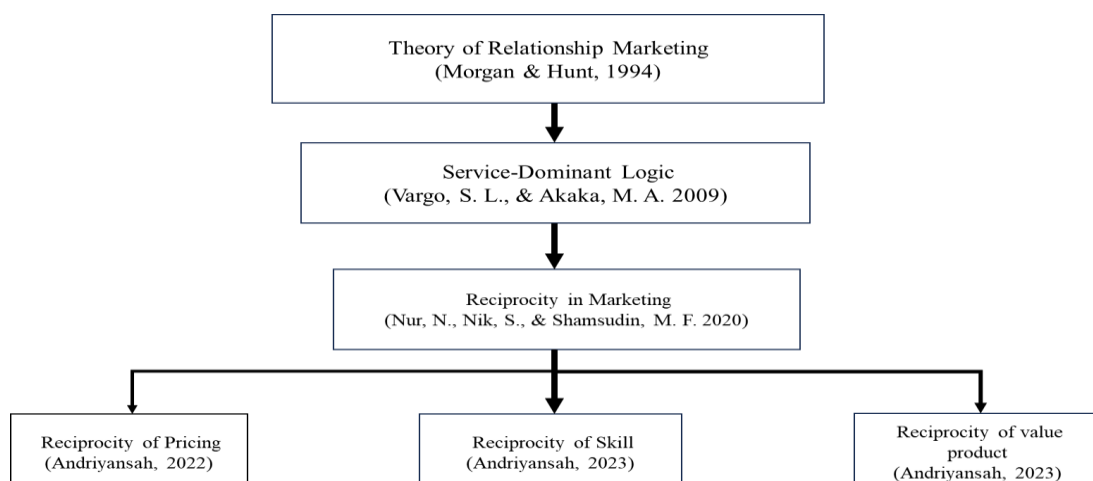 Theory of Relationship Marketing
(Morgan & Hunt, 1994)
Service-Dominant Logic
(Vargo, S. L., & Akaka, M. A. 2009)
Reciprocity in Marketing
(Nur, N., Nik, S., & Shamsudin, M. F. 2020)
Reciprocity of Pricing
(Andriyansah, 2022)
Reciprocity of Skill
(Andriyansah, 2023)
Reciprocity of value
product
(Andriyansah, 2023)